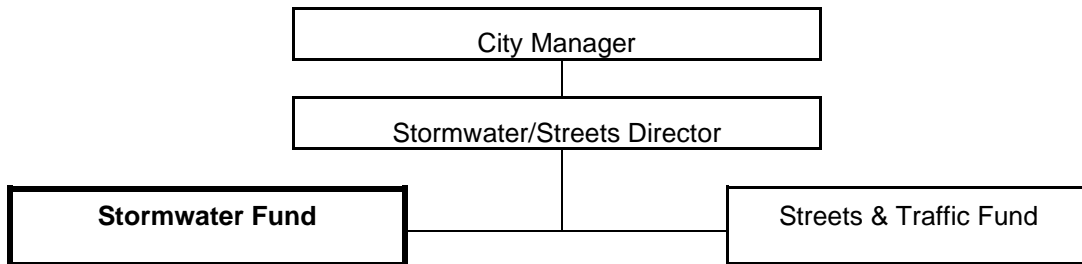 City Manager
Stormwater/Streets Director
Stormwater Fund
Streets & Traffic Fund